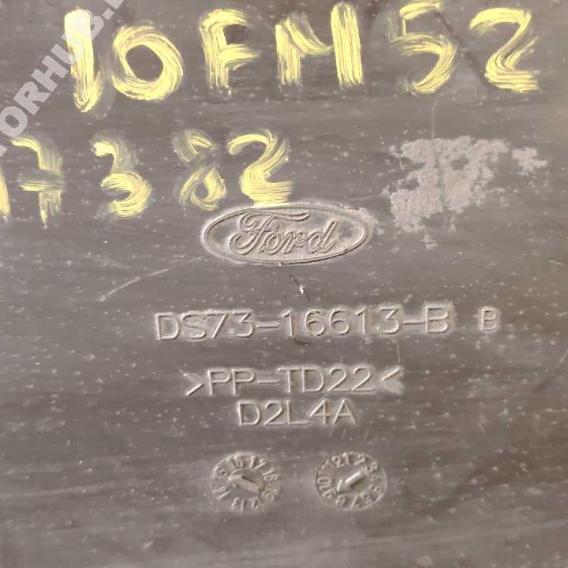 10FM52
17382
Ford
DS73-16613-B B
>PP-TD22<
D2L4A